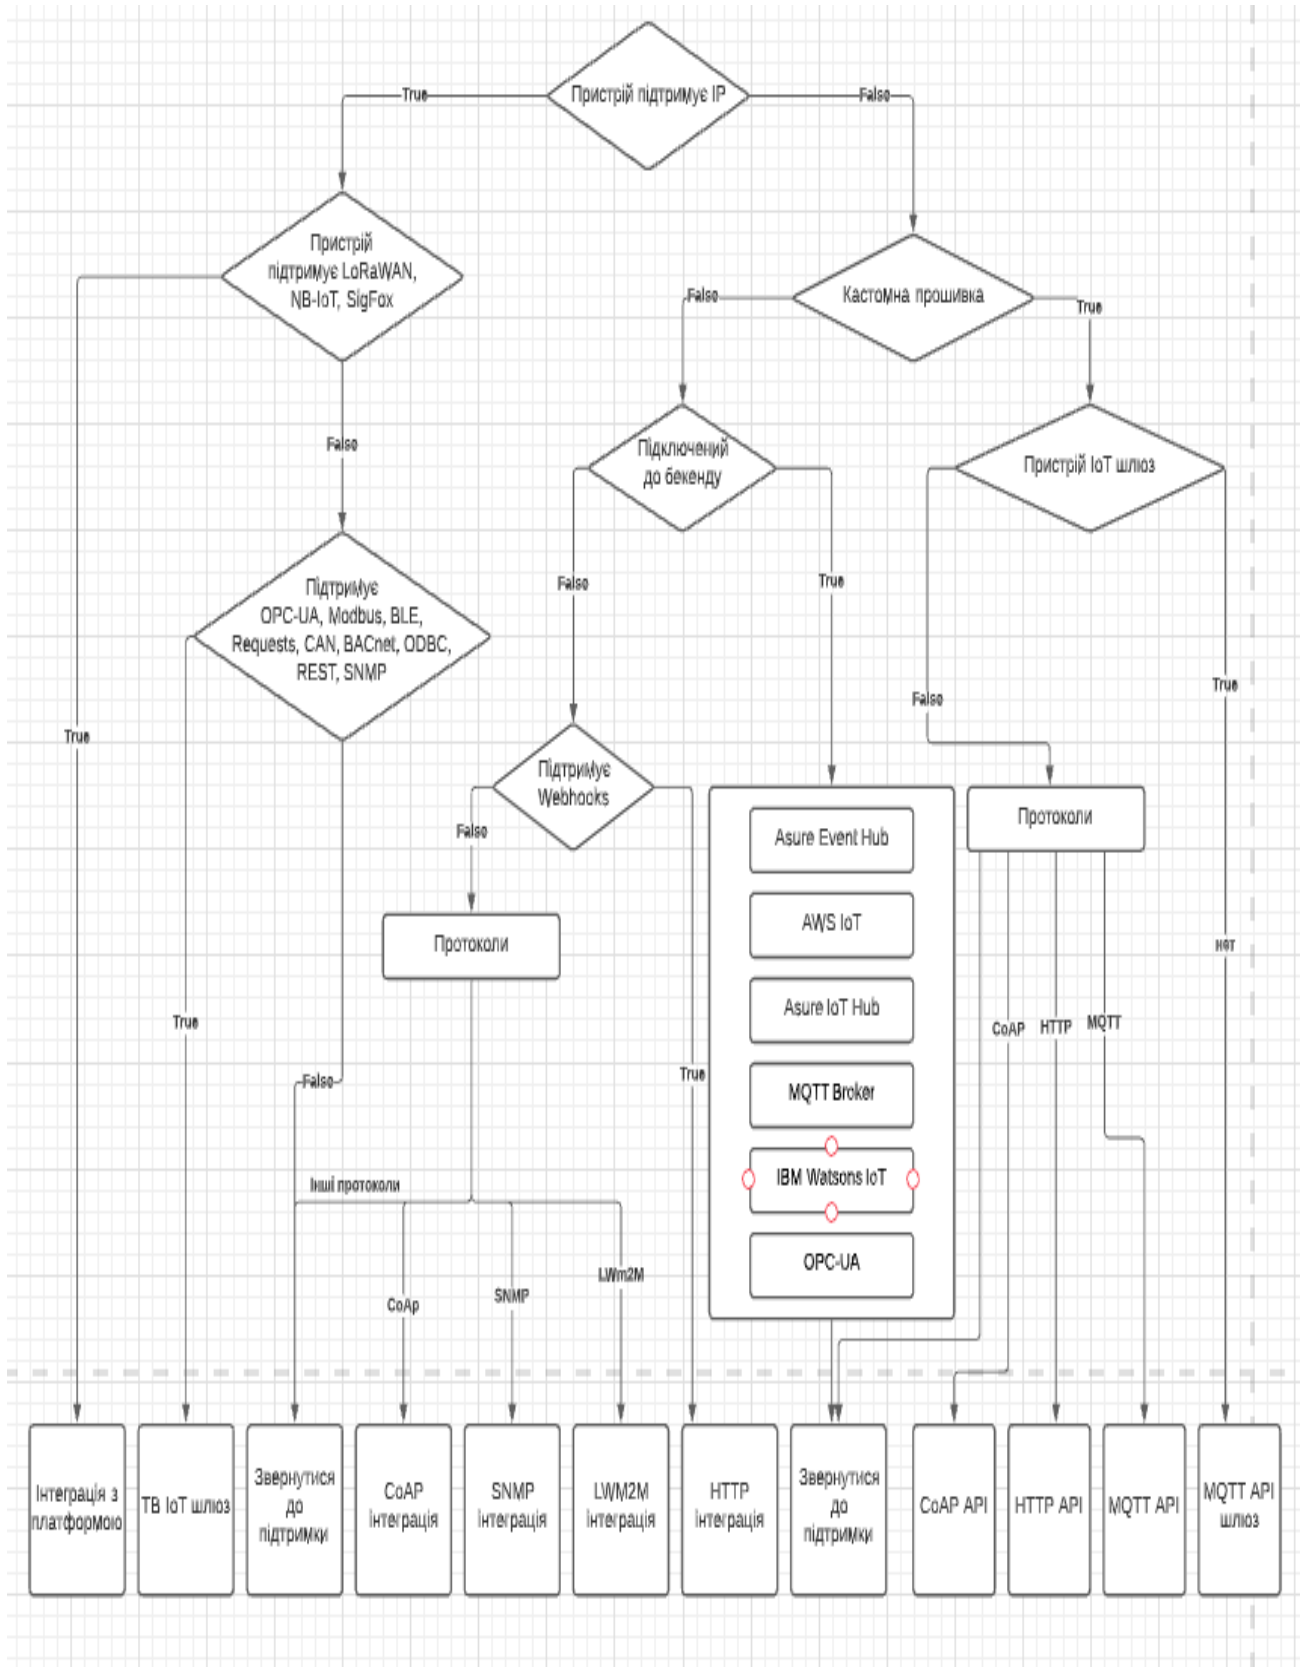 Пристрій підтримує IP
True
False
Пристрій
підтримує LoRaWAN,
NB-IoT, SigFox
Кастомна прошивка
False
True
False
Підключений
до бекенду
Пристрій IoT шлюз
Підтримує
OPC-UA, Modbus, BLE,
Requests, CAN, BACnet, ODBC,
REST, SNMP
False
True
False
True
True
Підтримує
Webhooks
False
Протоколи
Asure Event Hub
AWS IoT
Asure IoT Hub
MQTT Broker
IBM Watsons IoT
OPC-UA
Протоколи
нет
True
CoAP
HTTP
MQTT
True
False
Інші протоколи
CoAp
SNMP
LWm2M
Інтеграція з
платформою
ТВ IoT шлюз
Звернутися
до
підтримки
CoAP
інтеграція
SNMP
інтеграція
LWM2M
інтеграція
HTTP
інтеграція
Звернутися
до
підтримки
CoAP API
HTTP API
MQTT API
MQTT API
шлюз